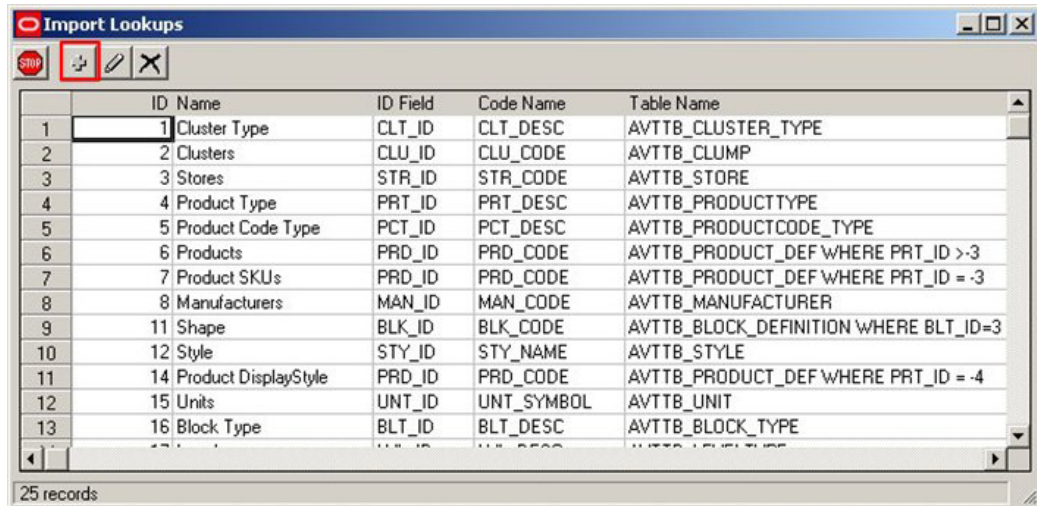 Import Lookups
STOP
ID Name ID Field Code Name Table Name
1 1 Cluster Type CLT_ID CLT_DESC AVTTB_CLUSTER_TYPE
2 2 Clusters CLU_ID CLU_CODE AVTTB_CLUMP
3 3 Stores STR_ID STR_CODE AVTTB_STORE
4 4 Product Type PRT_ID PRT_DESC AVTTB_PRODUCTTYPE
5 5 Product Code Type PCT_ID PCT_DESC AVTTB_PRODUCTCODE_TYPE
6 6 Products PRD_ID PRD_CODE AVTTB_PRODUCT_DEF WHERE PRT_ID >-3
7 7 Product SKUs PRD_ID PRD_CODE AVTTB_PRODUCT_DEF WHERE PRT_ID = -3
8 8 Manufacturers MAN_ID MAN_CODE AVTTB_MANUFACTURER
9 11 Shape BLK_ID BLK_CODE AVTTB_BLOCK_DEFINITION WHERE BLT_ID=3
10 12 Style STY_ID STY_NAME AVTTB_STYLE
11 14 Product DisplayStyle PRD_ID PRD_CODE AVTTB_PRODUCT_DEF WHERE PRT_ID = -4
12 15 Units UNT_ID UNT_SYMBOL AVTTB_UNIT
13 16 Block Type BLT_ID BLT_DESC AVTTB_BLOCK_TYPE
25 records